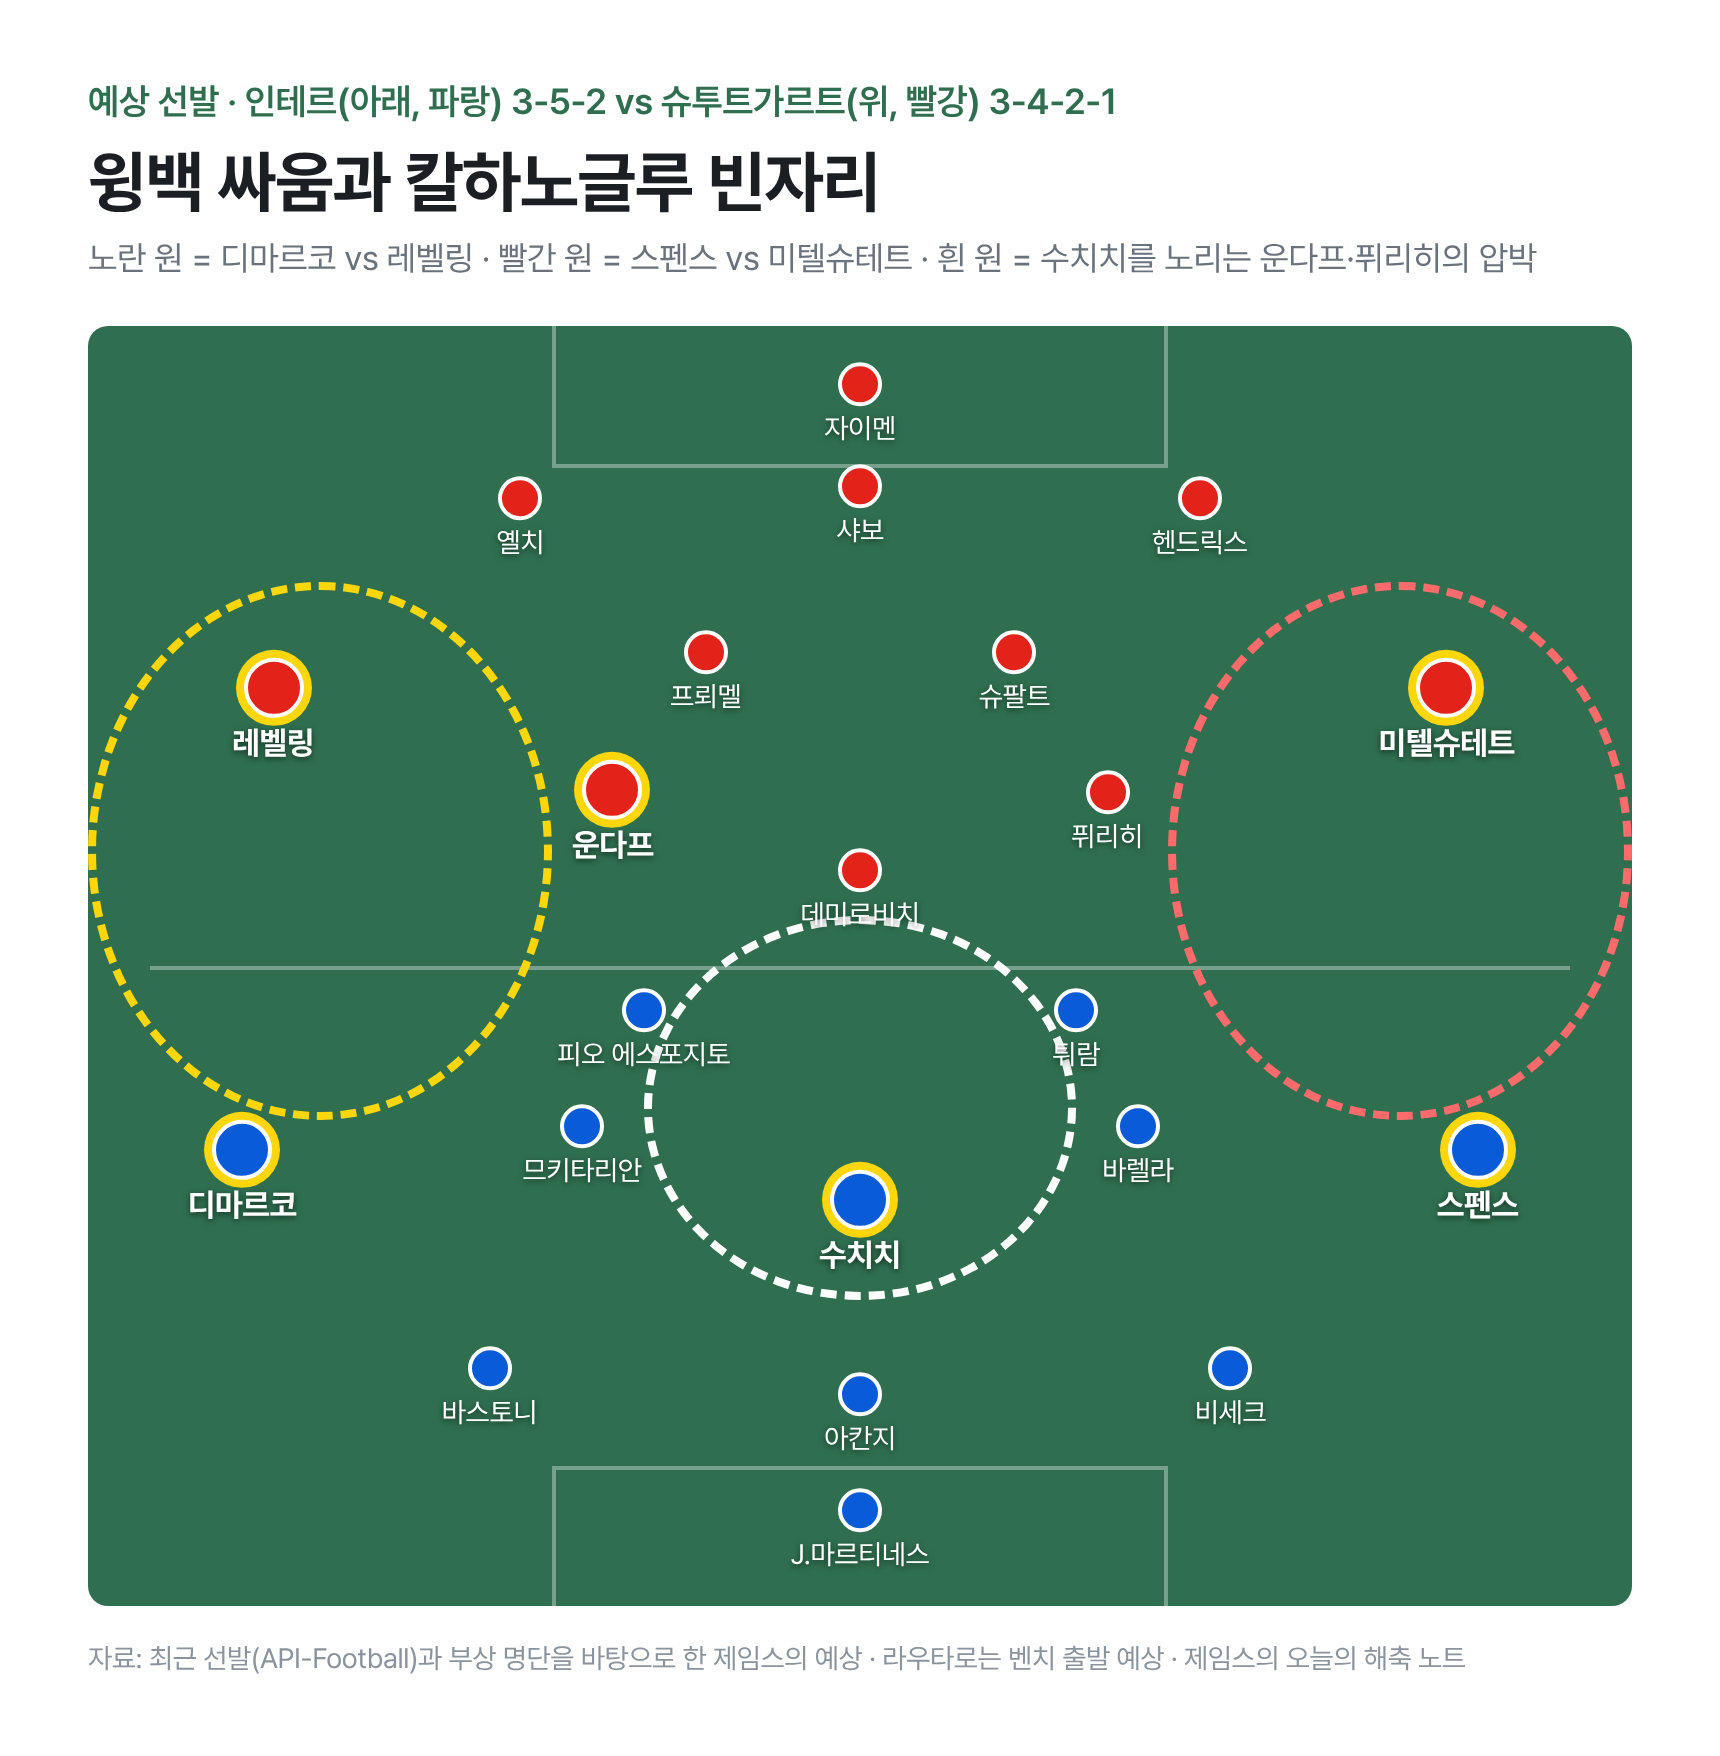 예상 선발 · 인테르(아래, 파랑) 3-5-2 vs 슈투트가르트(위, 빨강) 3-4-2-1
윙백 싸움과 칼하노글루 빈자리
노란 원 = 디마르코 vs 레벨링 · 빨간 원 = 스펜스 vs 미텔슈테트 · 흰 원 = 수치치를 노리는 운다프·퓌리히의 압박
자이멘
옐치
샤보
헨드릭스
프뢰멜
슈팔트
레벨링
미텔슈테트
운다프
퓌리히
데미로비치
피오 에스포지토
튀람
므키타리안
바렐라
디마르코
스펜스
수치치
바스토니
아칸지
비세크
J.마르티네스
자료: 최근 선발(API-Football)과 부상 명단을 바탕으로 한 제임스의 예상 · 라우타로는 벤치 출발 예상 · 제임스의 오늘의 해축 노트